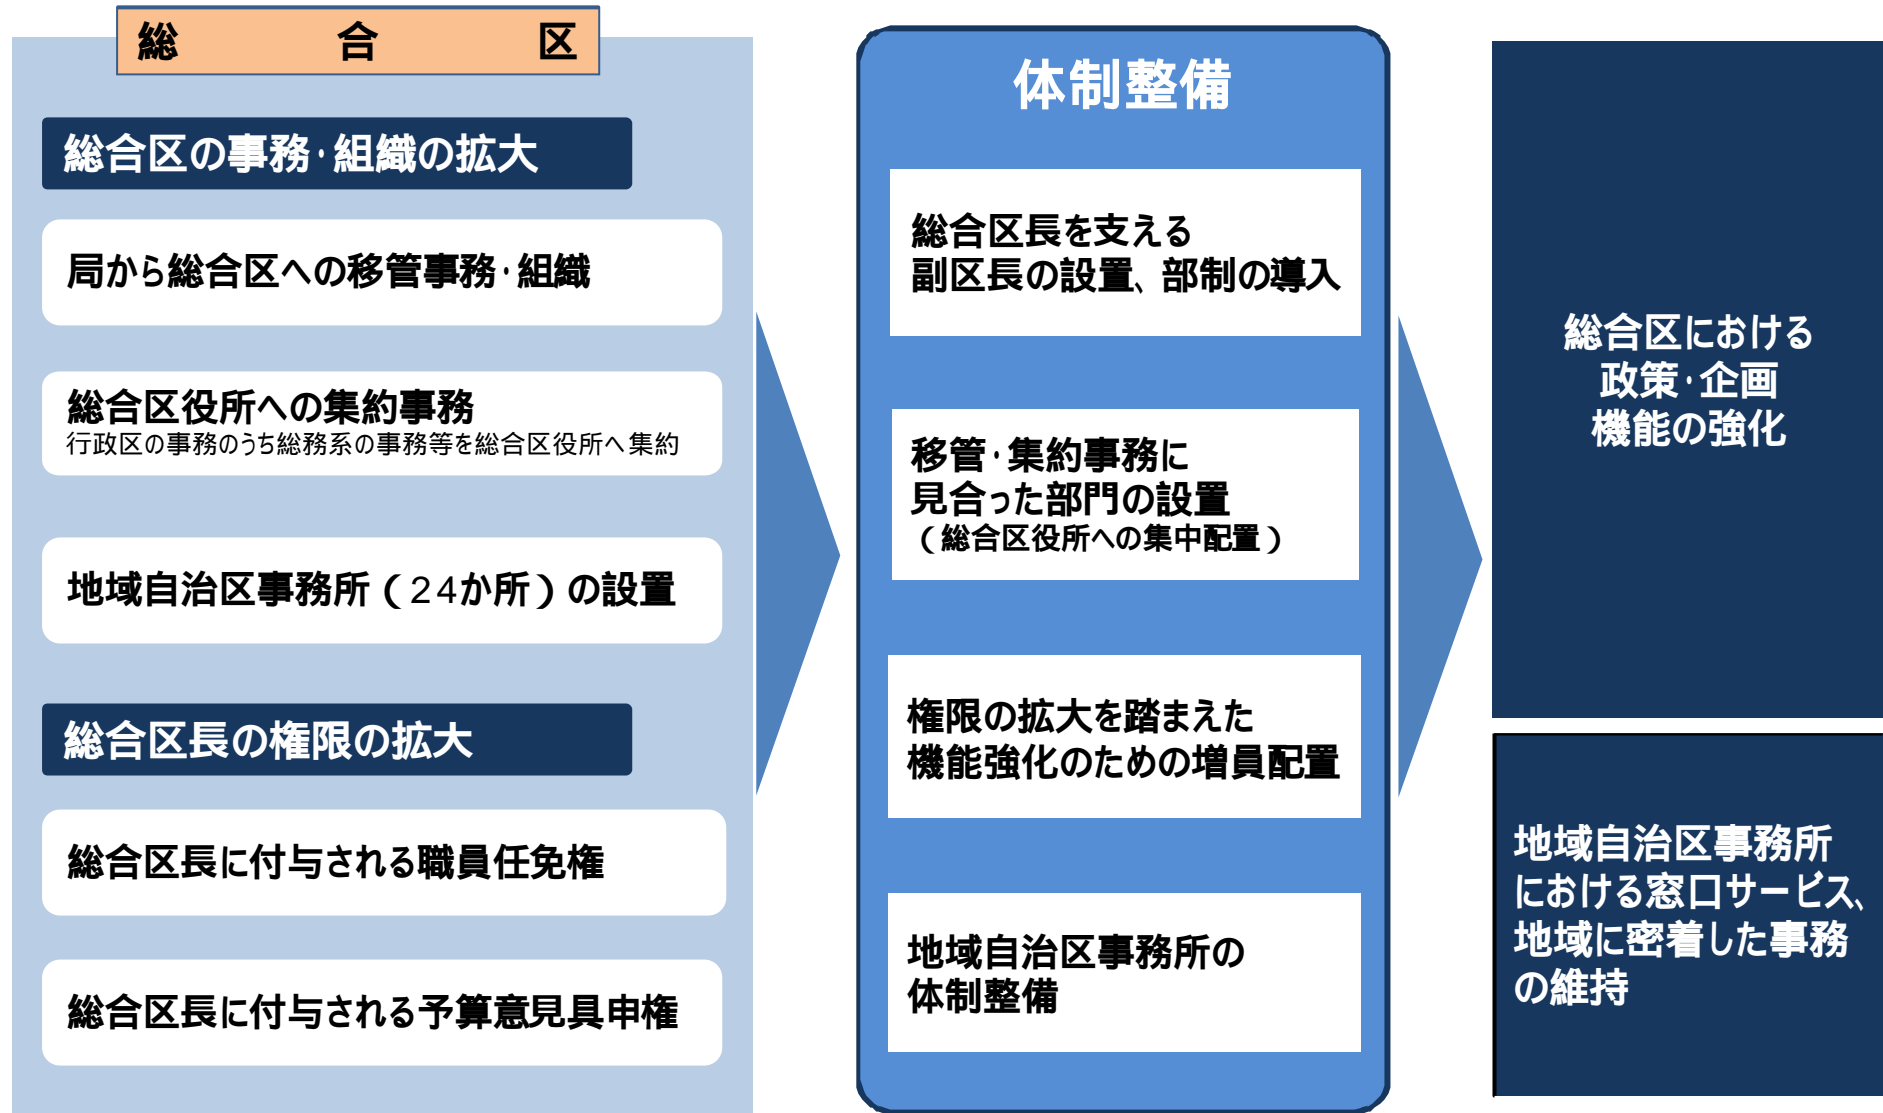 総合区
総合区の事務・組織の拡大
局から総合区への移管事務・組織
総合区役所への集約事務
行政区の事務のうち総務系の事務等を総合区役所へ集約
地域自治区事務所(24か所)の設置
総合区長の権限の拡大
総合区長に付与される職員任免権
総合区長に付与される予算意見具申権
体制整備
総合区長を支える
副区長の設置、部制の導入
移管・集約事務に
見合った部門の設置
(総合区役所への集中配置)
権限の拡大を踏まえた
機能強化のための増員配置
地域自治区事務所の
体制整備
総合区における
政策・企画
機能の強化
地域自治区事務所
における窓口サービス、
地域に密着した事務
の維持